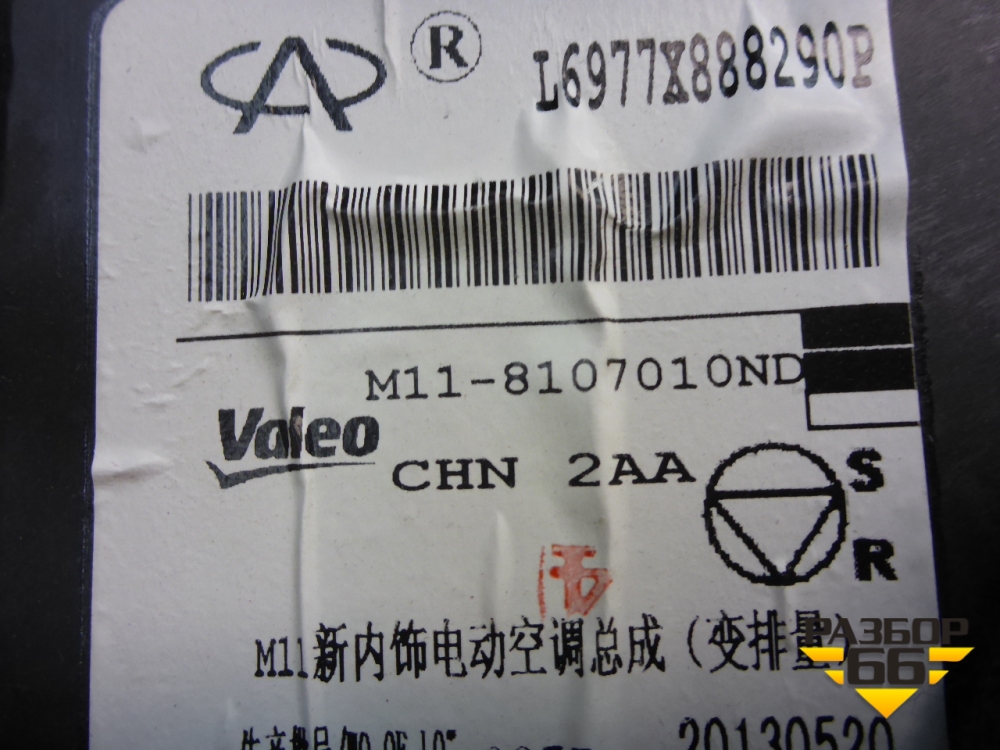 ® L6977X888290P
M11-8107010ND
Valeo
CHN 2AA
S
R
M11新内饰电动空调总成(变排量)
РАЗБОР
66
20130520